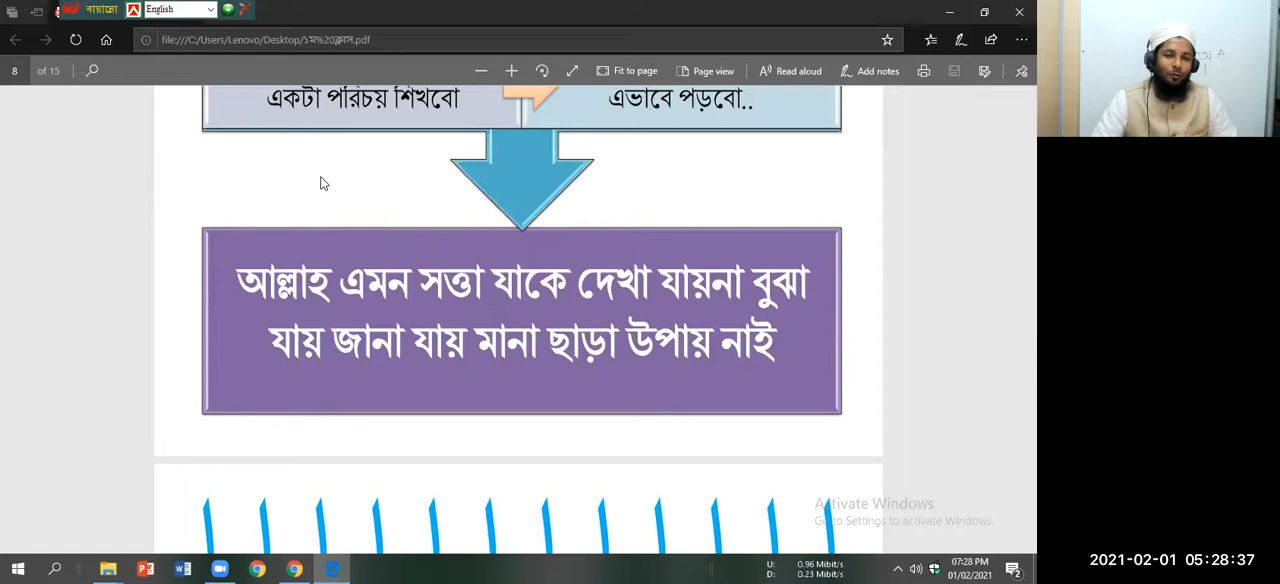 বায়ান্নো
English
file:///C:/Users/Lenovo/Desktop/১ম%20ক্লাস.pdf
8 of 15
Fit to page
Page view
Read aloud
Add notes
একটা পরিচয় শিখবো
এভাবে পড়বো..
আল্লাহ এমন সত্তা যাকে দেখা যায়না বুঝা
যায় জানা যায় মানা ছাড়া উপায় নাই
Activate Windows
Go to Settings to activate Windows.
U: 0.96 Mibit/s
D: 0.23 Mibit/s
07:28 PM
01/02/2021
2
2021-02-01 05:28:37